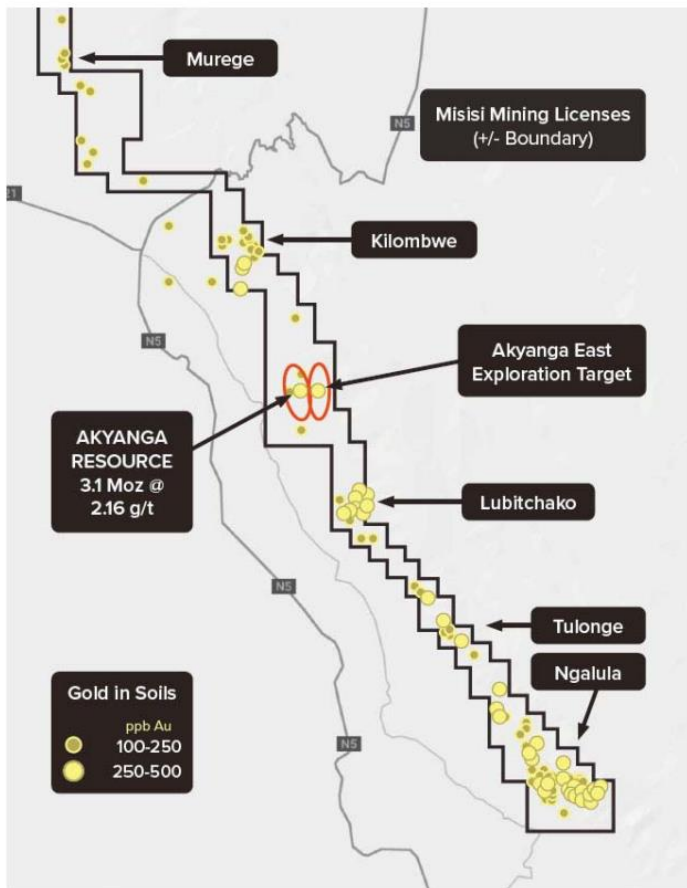 Murege
N5
Misisi Mining Licenses
(+/- Boundary)
21
Kilombwe
N5
Akyanga East
Exploration Target
AKYANGA
RESOURCE
3.1 Moz @
2.16 g/t
Lubitchako
N5
Tulonge
Ngalula
Gold in Soils
ppb Au
100-250
250-500
N5